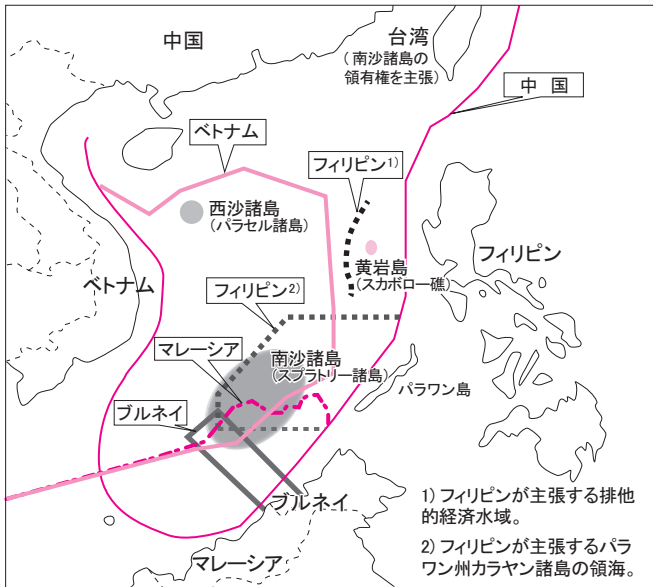 中国
台湾
(南沙諸島の
領有権を主張)
中 国
ベトナム
フィリピン1)
西沙諸島
(パラセル諸島)
黄岩島
(スカボロー礁)
フィリピン
ベトナム
フィリピン2)
マレーシア
南沙諸島
(スプラトリー諸島)
パラワン島
ブルネイ
ブルネイ
マレーシア
1) フィリピンが主張する排他
的経済水域。
2) フィリピンが主張するパラ
ワン州カラヤン諸島の領海。